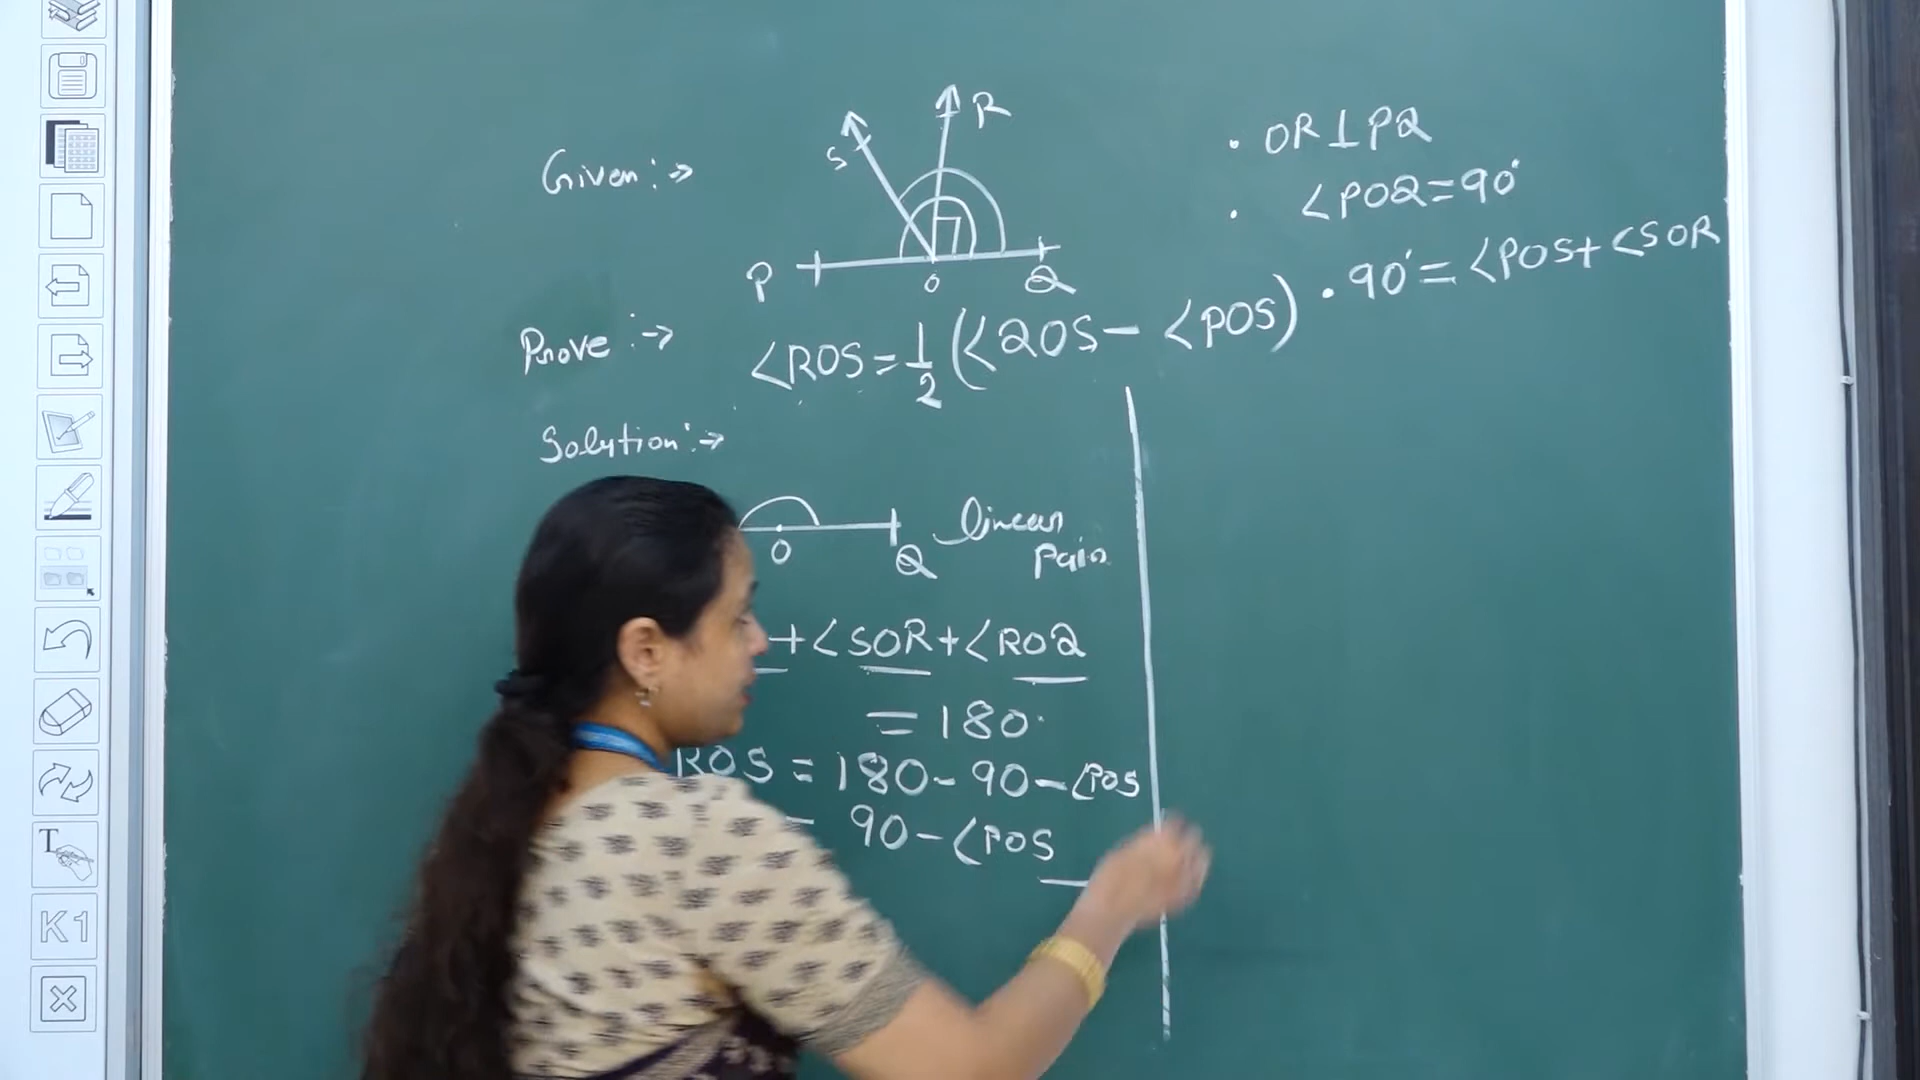 Given :→
S
R
P
O
Q
• OR⊥PQ
• <POQ=90°
• 90°=<POS+<SOR
Prove :→ <ROS=1/2(<QOS-<POS)
Solution :→
O
Q
linear
Pair
+<SOR+<ROQ
=180°
ROS = 180-90-<POS
= 90-<POS
T
K1